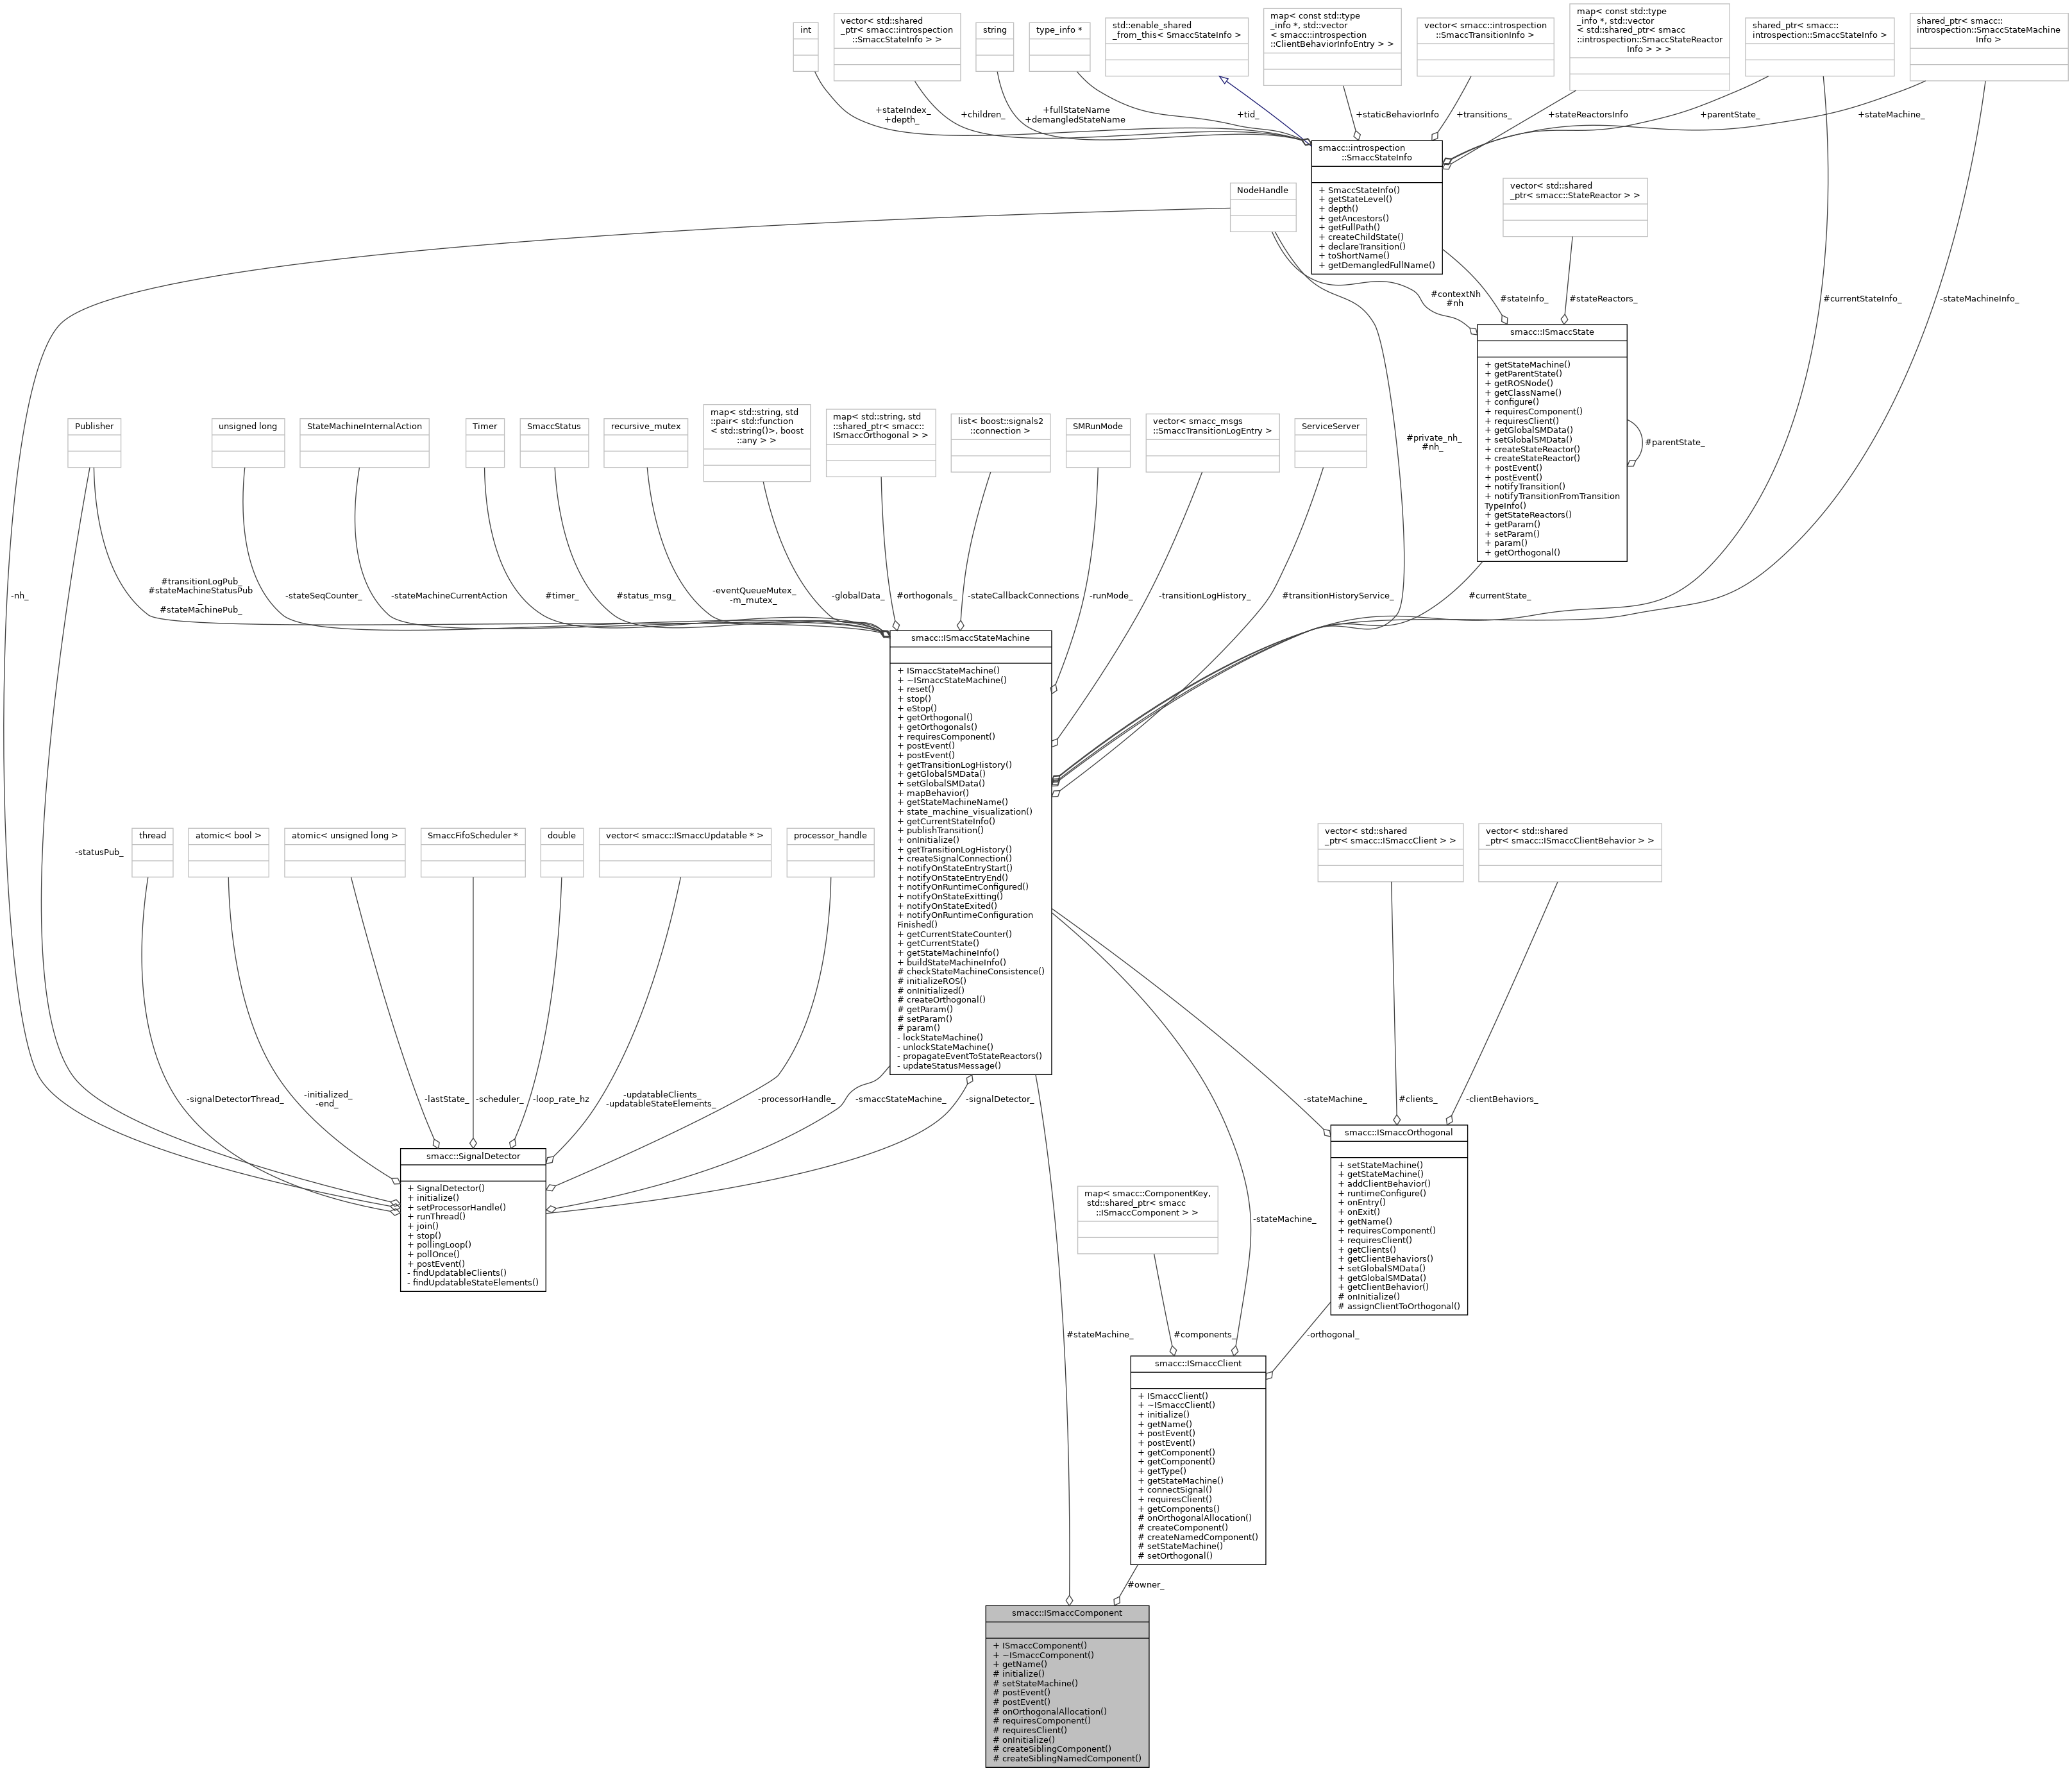 int
vector< std::shared
_ptr< smacc::introspection
::SmaccStateInfo > >
string
type_info *
std::enable_shared
_from_this< SmaccStateInfo >
map< const std::type
_info *, std::vector
< smacc::introspection
::ClientBehaviorInfoEntry > >
vector< smacc::introspection
::SmaccTransitionInfo >
map< const std::type
_info *, std::vector
< std::shared_ptr< smacc
::introspection::SmaccStateReactor
Info > > >
shared_ptr< smacc::
introspection::SmaccStateInfo >
shared_ptr< smacc::
introspection::SmaccStateMachine
Info >
+stateIndex_
+depth_
+children_
+fullStateName
+demangledStateName
+tid_
+staticBehaviorInfo
+transitions_
+stateReactorsInfo
+parentState_
+stateMachine_
smacc::introspection
::SmaccStateInfo
+ SmaccStateInfo()
+ getStateLevel()
+ depth()
+ getAncestors()
+ getFullPath()
+ createChildState()
+ declareTransition()
+ toShortName()
+ getDemangledFullName()
NodeHandle
vector< std::shared
_ptr< smacc::StateReactor > >
#contextNh
#nh
#stateInfo_
#stateReactors_
#currentStateInfo_
-stateMachineInfo_
smacc::ISmaccState
+ getStateMachine()
+ getParentState()
+ getROSNode()
+ getClassName()
+ configure()
+ requiresComponent()
+ requiresClient()
+ getGlobalSMData()
+ setGlobalSMData()
+ createStateReactor()
+ createStateReactor()
+ postEvent()
+ postEvent()
+ notifyTransition()
+ notifyTransitionFromTransition
TypeInfo()
+ getStateReactors()
+ getParam()
+ setParam()
+ param()
+ getOrthogonal()
#parentState_
Publisher
unsigned long
StateMachineInternalAction
Timer
SmaccStatus
recursive_mutex
map< std::string, std
::pair< std::function
< std::string()>, boost
::any > >
map< std::string, std
::shared_ptr< smacc::
ISmaccOrthogonal > >
list< boost::signals2
::connection >
SMRunMode
vector< smacc_msgs
::SmaccTransitionLogEntry >
ServiceServer
#private_nh_
#nh_
-nh_
#transitionLogPub_
#stateMachineStatusPub
_
#stateMachinePub_
-stateSeqCounter_
-stateMachineCurrentAction
#timer_
#status_msg_
-eventQueueMutex_
-m_mutex_
-globalData_
#orthogonals_
-stateCallbackConnections
-runMode_
-transitionLogHistory_
#transitionHistoryService_
#currentState_
smacc::ISmaccStateMachine
+ ISmaccStateMachine()
+ ~ISmaccStateMachine()
+ reset()
+ stop()
+ eStop()
+ getOrthogonal()
+ getOrthogonals()
+ requiresComponent()
+ postEvent()
+ postEvent()
+ getTransitionLogHistory()
+ getGlobalSMData()
+ setGlobalSMData()
+ mapBehavior()
+ getStateMachineName()
+ state_machine_visualization()
+ getCurrentStateInfo()
+ publishTransition()
+ onInitialize()
+ getTransitionLogHistory()
+ createSignalConnection()
+ notifyOnStateEntryStart()
+ notifyOnStateEntryEnd()
+ notifyOnRuntimeConfigured()
+ notifyOnStateExitting()
+ notifyOnStateExited()
+ notifyOnRuntimeConfiguration
Finished()
+ getCurrentStateCounter()
+ getCurrentState()
+ getStateMachineInfo()
+ buildStateMachineInfo()
# checkStateMachineConsistence()
# initializeROS()
# onInitialized()
# createOrthogonal()
# getParam()
# setParam()
# param()
- lockStateMachine()
- unlockStateMachine()
- propagateEventToStateReactors()
- updateStatusMessage()
-statusPub_
thread
atomic< bool >
atomic< unsigned long >
SmaccFifoScheduler *
double
vector< smacc::ISmaccUpdatable * >
processor_handle
vector< std::shared
_ptr< smacc::ISmaccClient > >
vector< std::shared
_ptr< smacc::ISmaccClientBehavior > >
-signalDetectorThread_
-initialized_
-end_
-lastState_
-scheduler_
-loop_rate_hz
-updatableClients_
-updatableStateElements_
-processorHandle_
-smaccStateMachine_
-signalDetector_
-stateMachine_
#clients_
-clientBehaviors_
smacc::SignalDetector
+ SignalDetector()
+ initialize()
+ setProcessorHandle()
+ runThread()
+ join()
+ stop()
+ pollingLoop()
+ pollOnce()
+ postEvent()
- findUpdatableClients()
- findUpdatableStateElements()
smacc::ISmaccOrthogonal
+ setStateMachine()
+ getStateMachine()
+ addClientBehavior()
+ runtimeConfigure()
+ onEntry()
+ onExit()
+ getName()
+ requiresComponent()
+ requiresClient()
+ getClients()
+ getClientBehaviors()
+ setGlobalSMData()
+ getGlobalSMData()
+ getClientBehavior()
# onInitialize()
# assignClientToOrthogonal()
map< smacc::ComponentKey,
std::shared_ptr< smacc
::ISmaccComponent > >
-stateMachine_
#stateMachine_
#components_
-orthogonal_
smacc::ISmaccClient
+ ISmaccClient()
+ ~ISmaccClient()
+ initialize()
+ getName()
+ postEvent()
+ postEvent()
+ getComponent()
+ getComponent()
+ getType()
+ getStateMachine()
+ connectSignal()
+ requiresClient()
+ getComponents()
# onOrthogonalAllocation()
# createComponent()
# createNamedComponent()
# setStateMachine()
# setOrthogonal()
#owner_
smacc::ISmaccComponent
+ ISmaccComponent()
+ ~ISmaccComponent()
+ getName()
# initialize()
# setStateMachine()
# postEvent()
# postEvent()
# onOrthogonalAllocation()
# requiresComponent()
# requiresClient()
# onInitialize()
# createSiblingComponent()
# createSiblingNamedComponent()